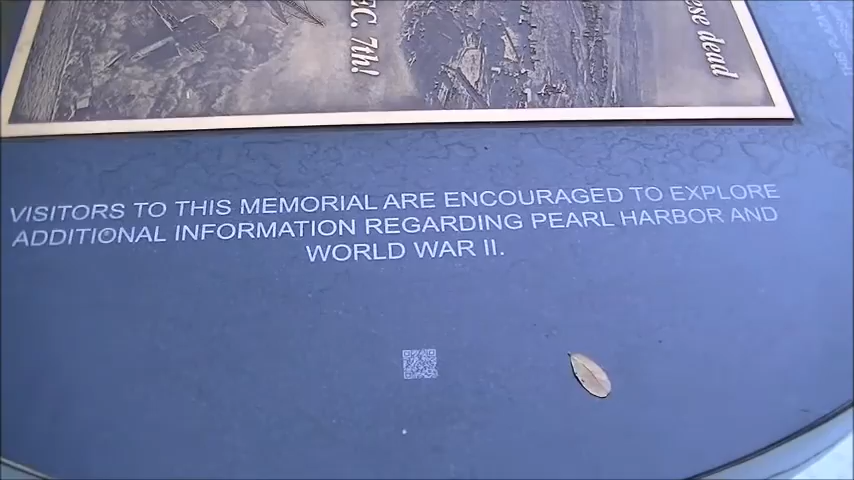 EC. 7th!
ese dead
VISITORS TO THIS MEMORIAL ARE ENCOURAGED TO EXPLORE
ADDITIONAL INFORMATION REGARDING PEARL HARBOR AND
WORLD WAR II.